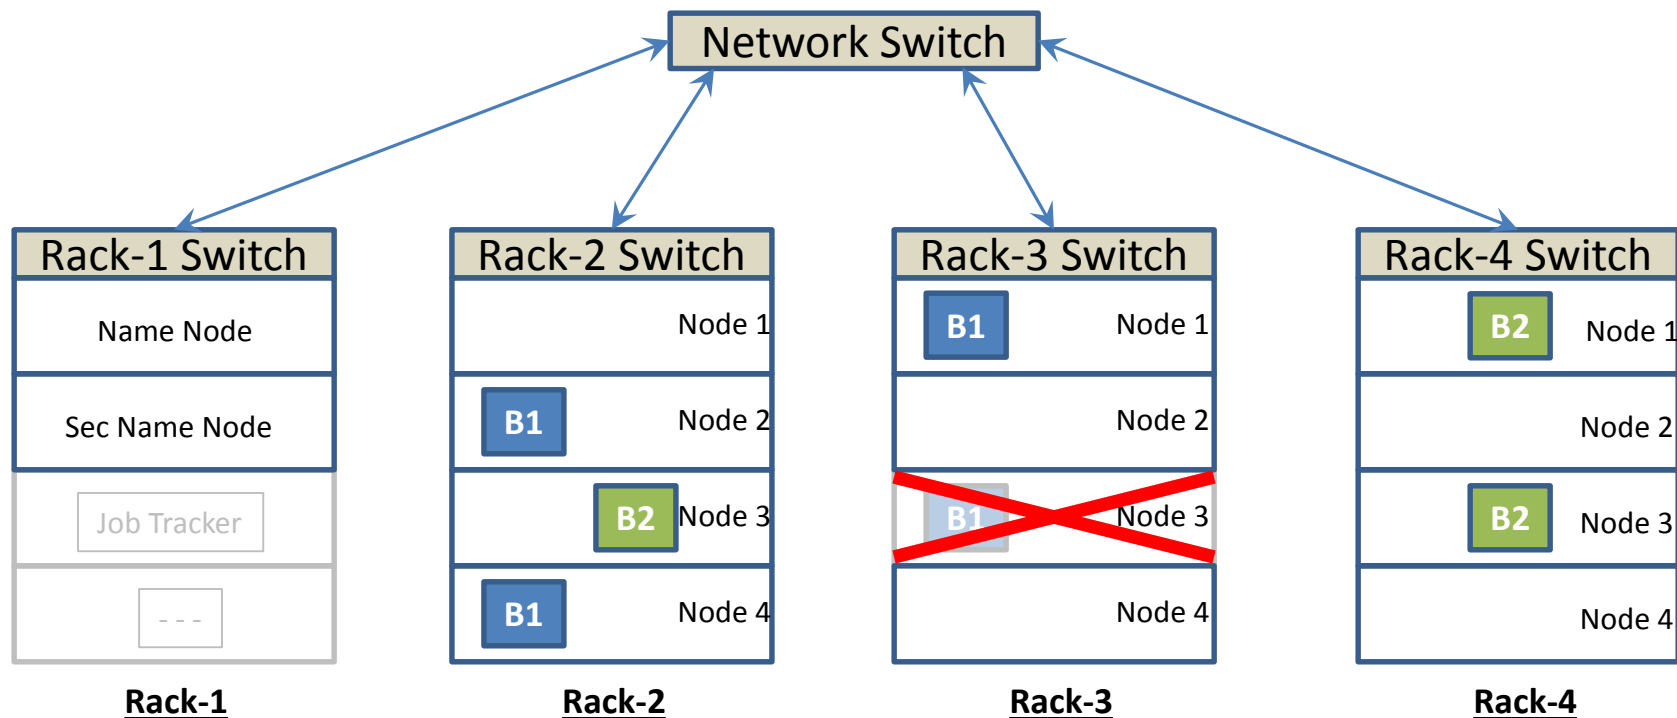 Network Switch
Rack-1 Switch
Name Node
Sec Name Node
Job Tracker
- - -
Rack-1
Rack-2 Switch
Node 1
B1 Node 2
B2 Node 3
B1 Node 4
Rack-2
Rack-3 Switch
B1 Node 1
Node 2
B1 Node 3
Node 4
Rack-3
Rack-4 Switch
B2 Node 1
Node 2
B2 Node 3
Node 4
Rack-4